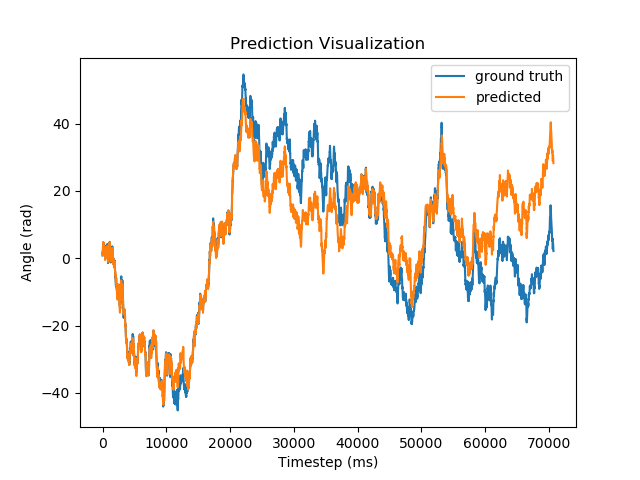 Prediction Visualization
ground truth
predicted
40
20
0
−20
−40
Angle (rad)
0 10000 20000 30000 40000 50000 60000 70000
Timestep (ms)